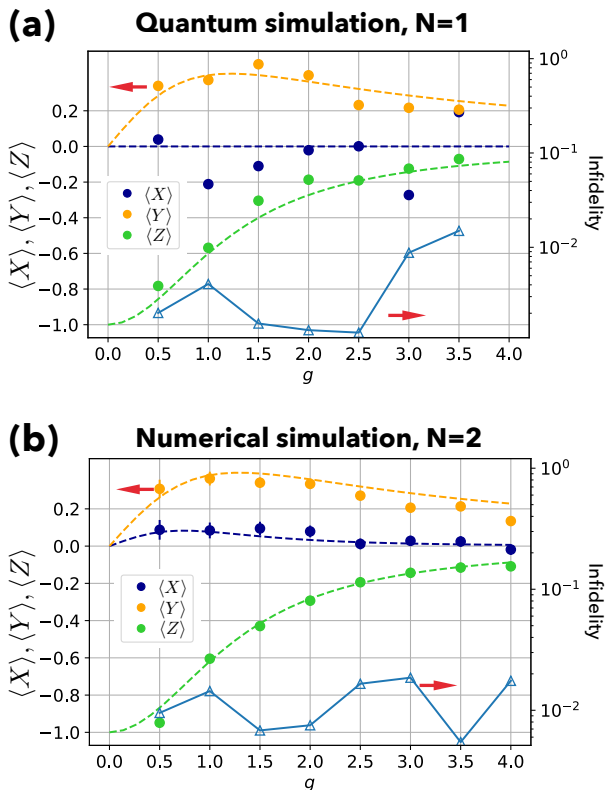 (a) Quantum simulation, N=1
⟨X⟩, ⟨Y⟩, ⟨Z⟩
0.2
0.0
−0.2
−0.4
−0.6
−0.8
−1.0
⟨X⟩
⟨Y⟩
⟨Z⟩
10⁰
10⁻¹
10⁻²
Infidelity
0.0 0.5 1.0 1.5 2.0 2.5 3.0 3.5 4.0
g
(b) Numerical simulation, N=2
⟨X⟩, ⟨Y⟩, ⟨Z⟩
0.2
0.0
−0.2
−0.4
−0.6
−0.8
−1.0
⟨X⟩
⟨Y⟩
⟨Z⟩
10⁰
10⁻¹
10⁻²
Infidelity
0.0 0.5 1.0 1.5 2.0 2.5 3.0 3.5 4.0
g